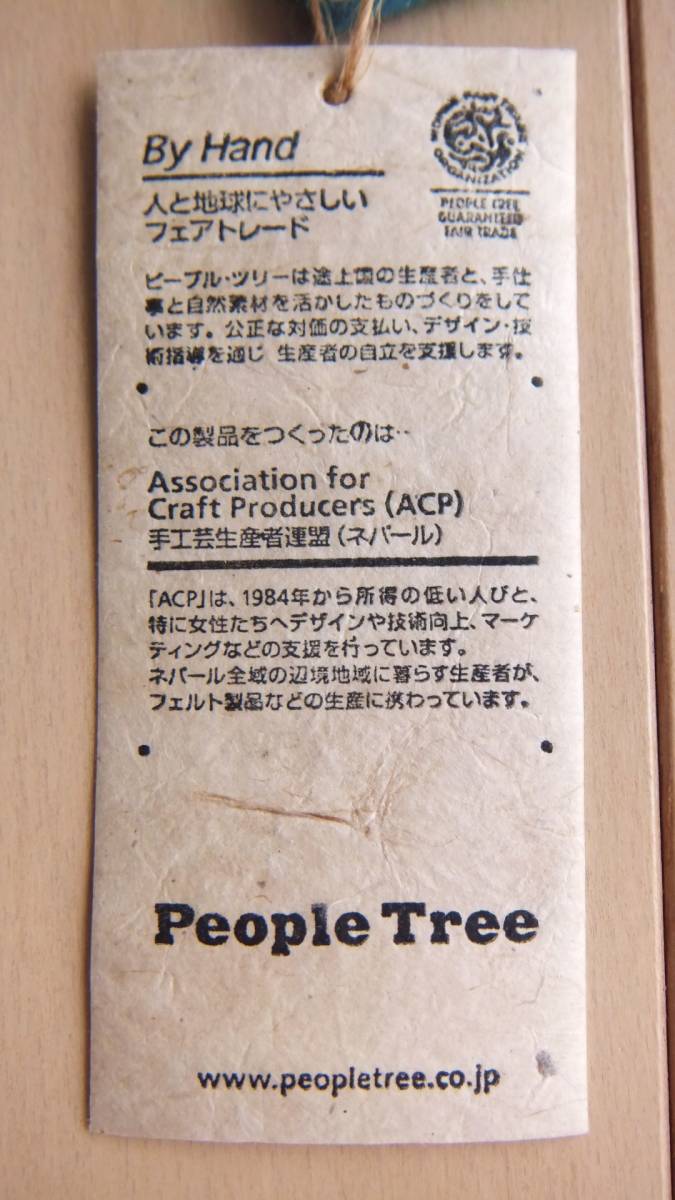 By Hand
WORLD FAIR TRADE ORGANIZATION
PEOPLE TREE
GUARANTEED
FAIR TRADE
人と地球にやさしい
フェアトレード
ピープル・ツリーは途上国の生産者と、手仕
事と自然素材を活かしたものづくりをして
います。公正な対価の支払い、デザイン・技
術指導を通じ 生産者の自立を支援します。
この製品をつくったのは…
Association for
Craft Producers (ACP)
手工芸生産者連盟（ネパール）
「ACP」は、1984年から所得の低い人びと、
特に女性たちへデザインや技術向上、マーケ
ティングなどの支援を行っています。
ネパール全域の辺境地域に暮らす生産者が、
フェルト製品などの生産に携わっています。
People Tree
www.peopletree.co.jp